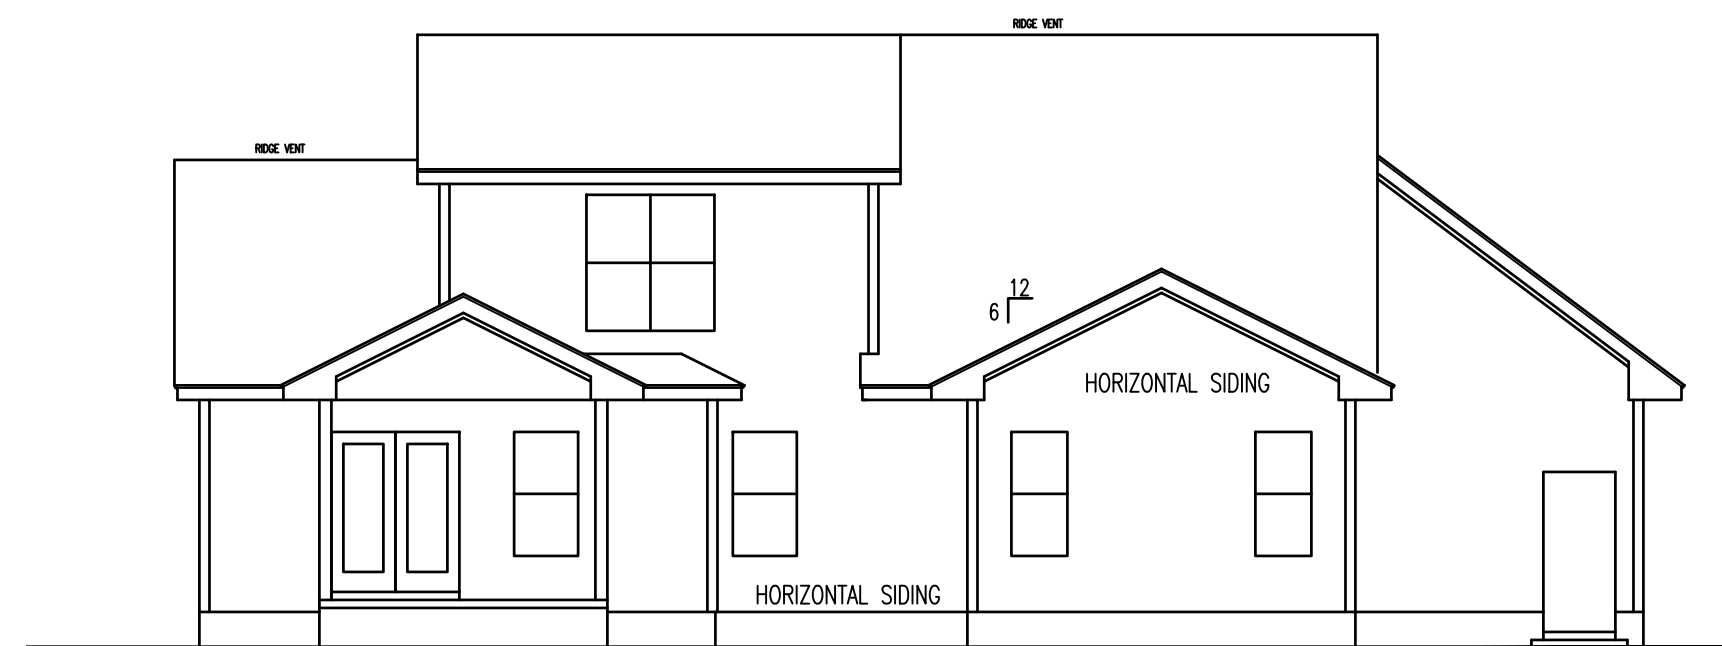 RIDGE VENT
RIDGE VENT
12
6
HORIZONTAL SIDING
HORIZONTAL SIDING